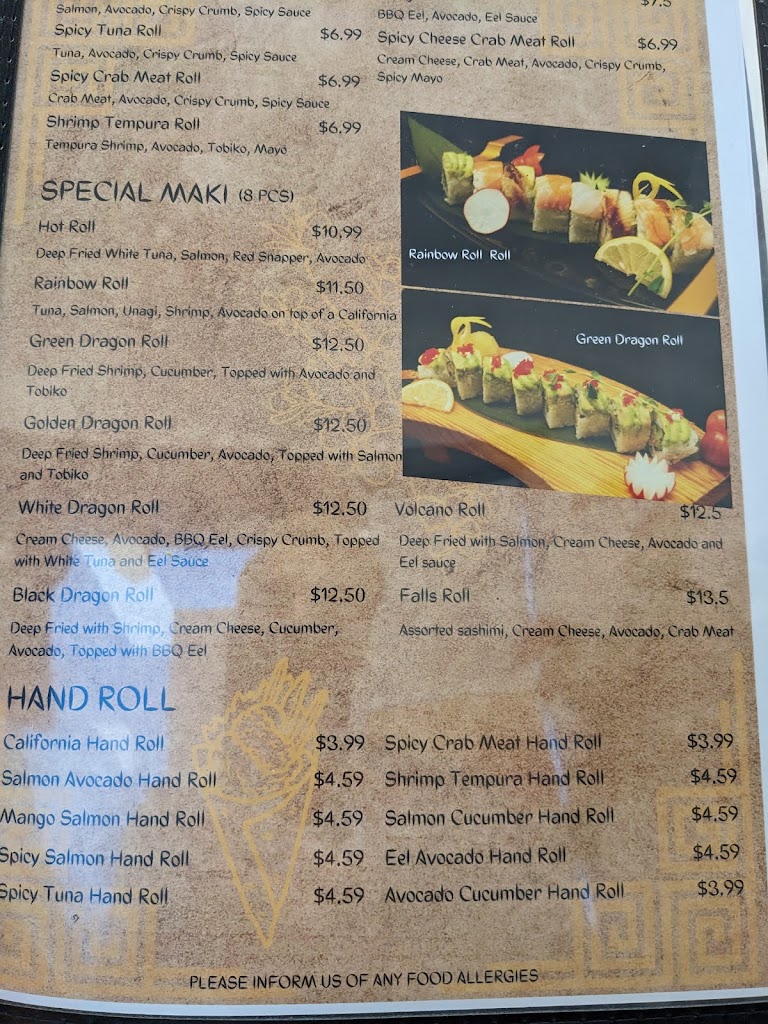 Salmon, Avocado, Crispy Crumb, Spicy Sauce
Spicy Tuna Roll $6.99
Tuna, Avocado, Crispy Crumb, Spicy Sauce
Spicy Crab Meat Roll $6.99
Crab Meat, Avocado, Crispy Crumb, Spicy Sauce
Shrimp Tempura Roll $6.99
Tempura Shrimp, Avocado, Tobiko, Mayo
$7.5
BBQ Eel, Avocado, Eel Sauce
Spicy Cheese Crab Meat Roll $6.99
Cream Cheese, Crab Meat, Avocado, Crispy Crumb,
Spicy Mayo
SPECIAL MAKI (8 PCS)
Hot Roll $10.99
Deep Fried White Tuna, Salmon, Red Snapper, Avocado
Rainbow Roll $11.50
Tuna, Salmon, Unagi, Shrimp, Avocado on top of a California
Green Dragon Roll $12.50
Deep Fried Shrimp, Cucumber, Topped with Avocado and
Tobiko
Golden Dragon Roll $12.50
Deep Fried Shrimp, Cucumber, Avocado, Topped with Salmon
and Tobiko
White Dragon Roll $12.50
Cream Cheese, Avocado, BBQ Eel, Crispy Crumb, Topped
with White Tuna and Eel Sauce
Black Dragon Roll $12.50
Deep Fried with Shrimp, Cream Cheese, Cucumber,
Avocado, Topped with BBQ Eel
Rainbow Roll Roll
Green Dragon Roll
Volcano Roll $12.5
Deep Fried with Salmon, Cream Cheese, Avocado and
Eel sauce
Falls Roll $13.5
Assorted sashimi, Cream Cheese, Avocado, Crab Meat
HAND ROLL
California Hand Roll $3.99
Salmon Avocado Hand Roll $4.59
Mango Salmon Hand Roll $4.59
Spicy Salmon Hand Roll $4.59
Spicy Tuna Hand Roll $4.59
Spicy Crab Meat Hand Roll $3.99
Shrimp Tempura Hand Roll $4.59
Salmon Cucumber Hand Roll $4.59
Eel Avocado Hand Roll $4.59
Avocado Cucumber Hand Roll $3.99
PLEASE INFORM US OF ANY FOOD ALLERGIES